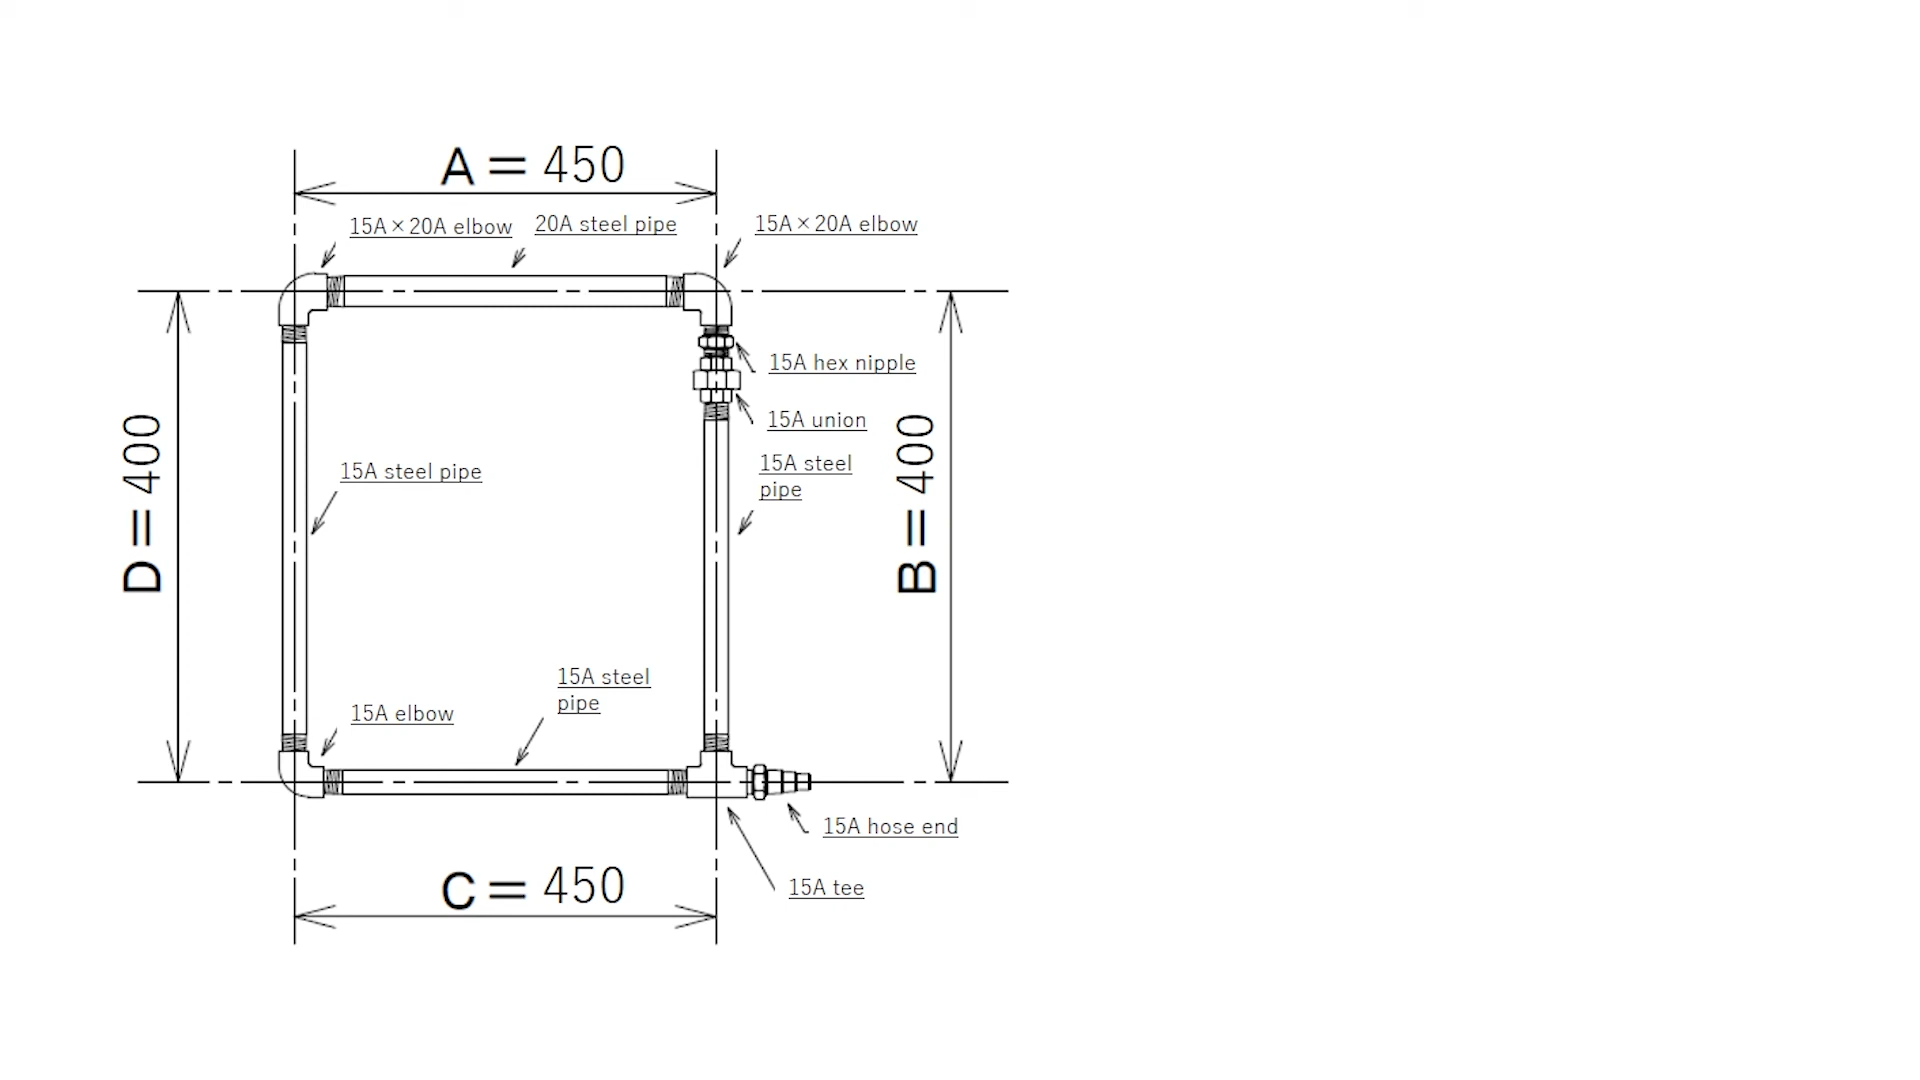 A = 450
15A×20A elbow
20A steel pipe
15A×20A elbow
15A hex nipple
15A union
15A steel
pipe
D = 400
B = 400
15A steel pipe
15A steel
pipe
15A elbow
15A hose end
C = 450
15A tee